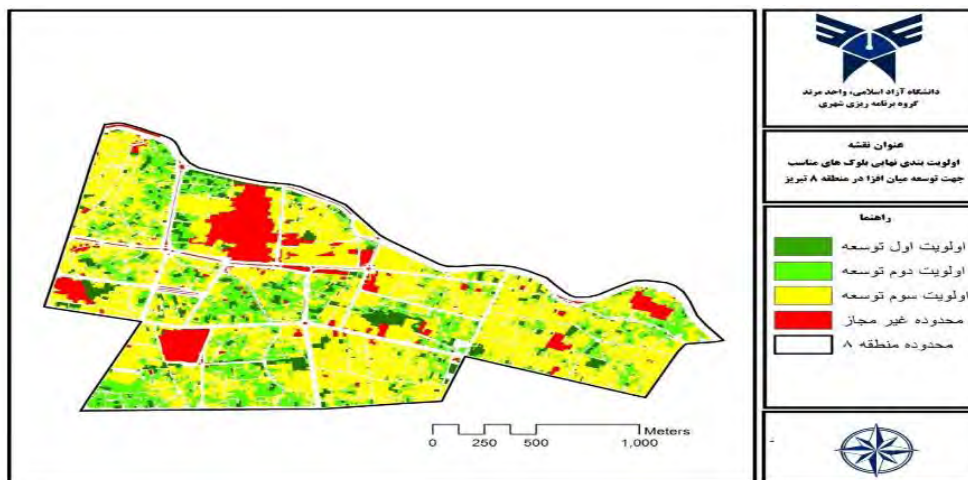 دانشگاه آزاد اسلامی، واحد مرند
گروه برنامه ریزی شهری
عنوان نقشه
اولویت بندی نهایی بلوک های مناسب
جهت توسعه میان افزا در منطقه ۸ تبریز
راهنما
اولویت اول توسعه
اولویت دوم توسعه
اولویت سوم توسعه
محدوده غیر مجاز
محدوده منطقه ۸
Meters
0 250 500 1,000